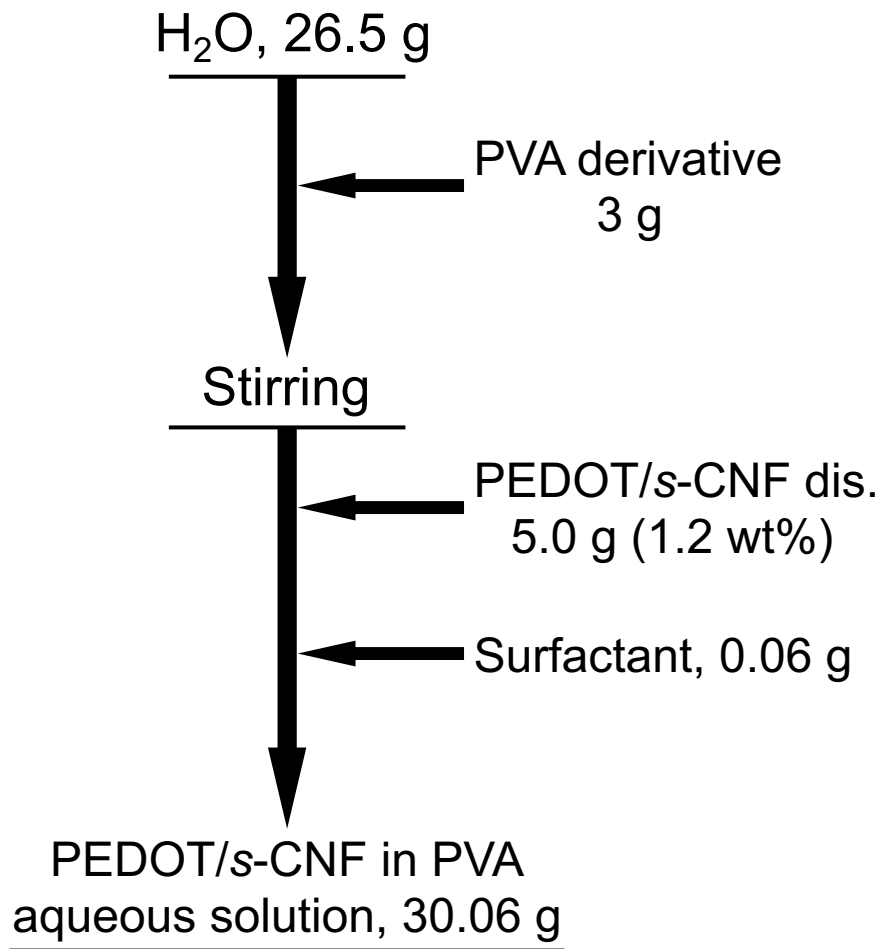 H₂O, 26.5 g
PVA derivative
3 g
Stirring
PEDOT/s-CNF dis.
5.0 g (1.2 wt%)
Surfactant, 0.06 g
PEDOT/s-CNF in PVA
aqueous solution, 30.06 g